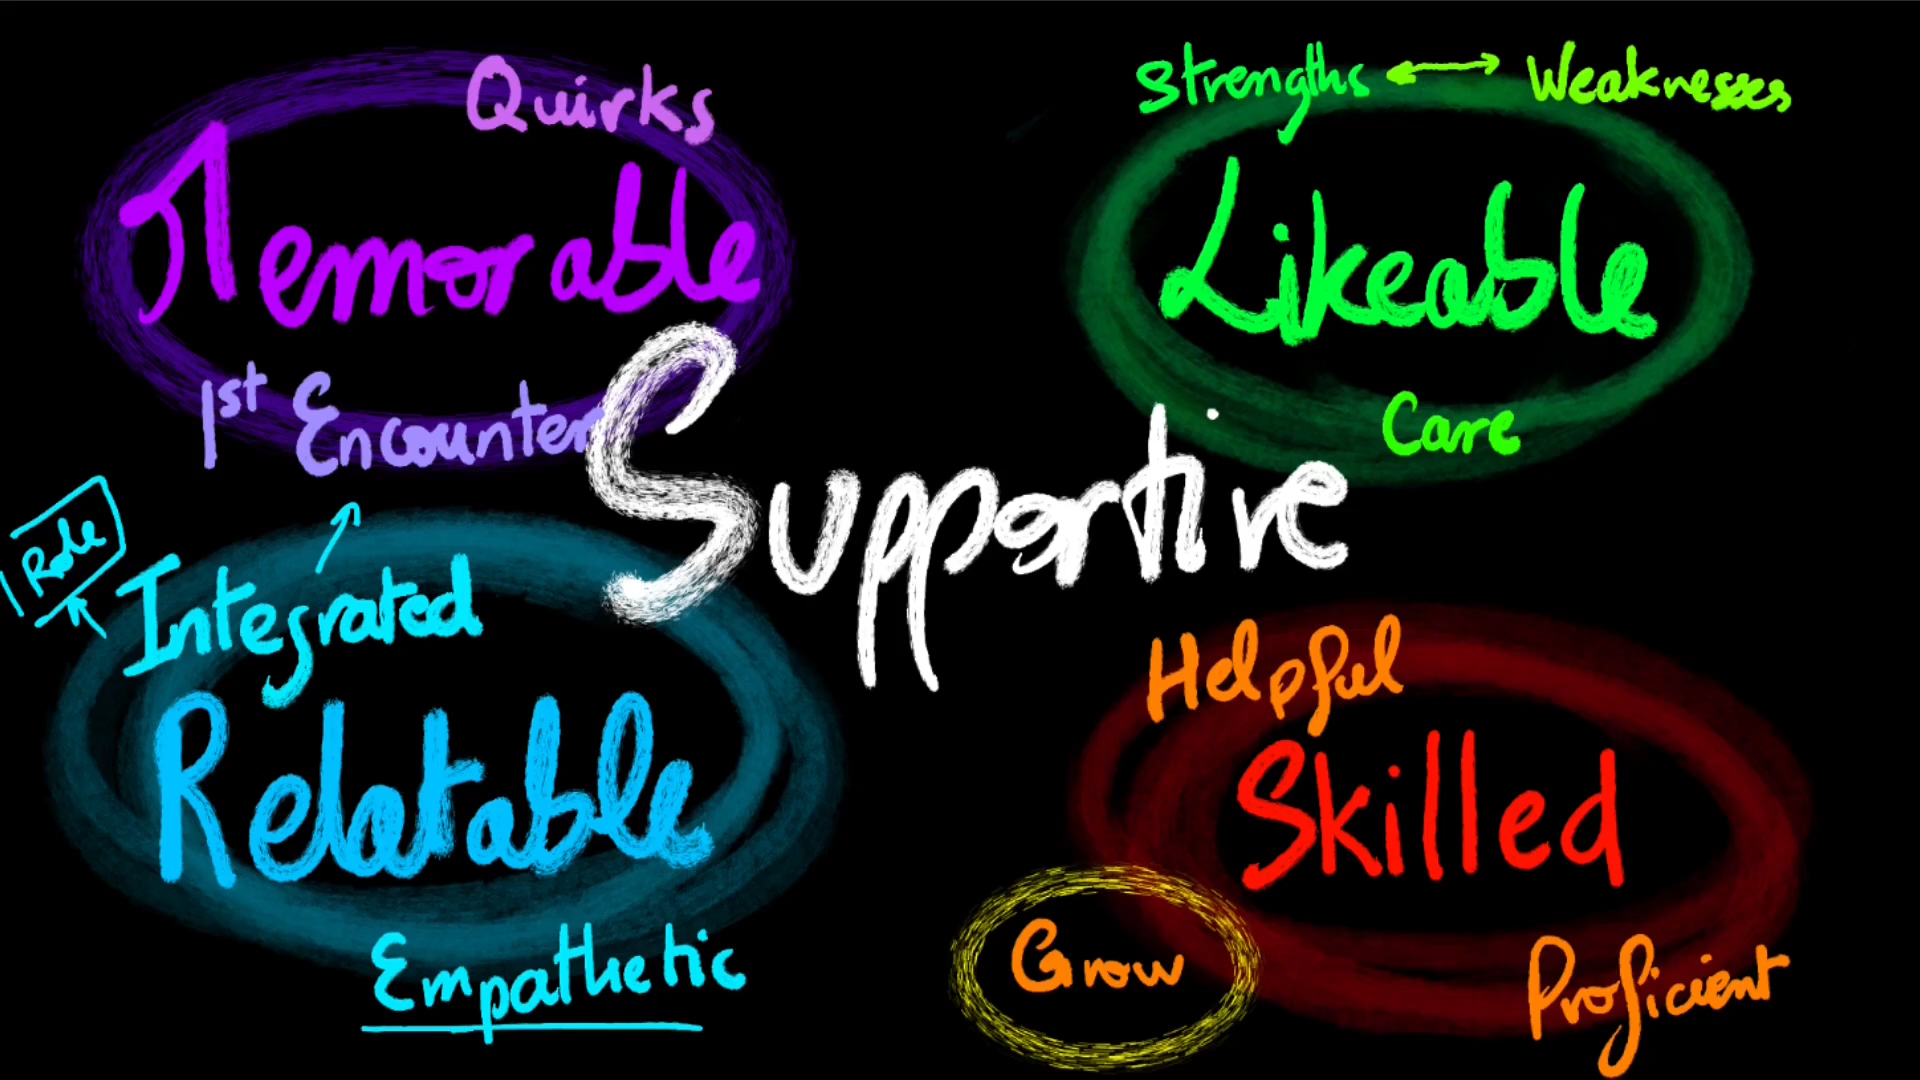 Quirks
Memorable
1st Encounter
Strengths Weaknesses
Likeable
Care
Supportive
Role
Integrated
Relatable
Empathetic
Helpful
Skilled
Grow
Proficient